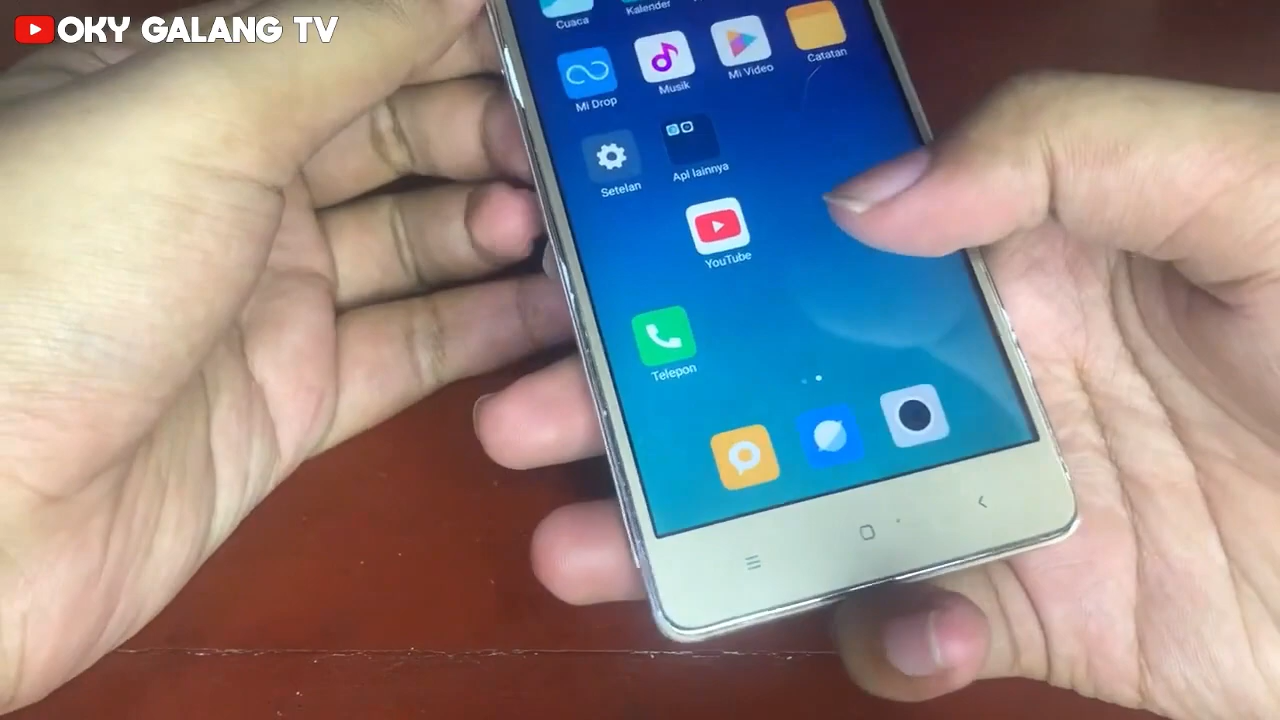 OKY GALANG TV
Cuaca
Kalender
Mi Drop
Musik
Mi Video
Catatan
Setelan
Apl lainnya
YouTube
Telepon